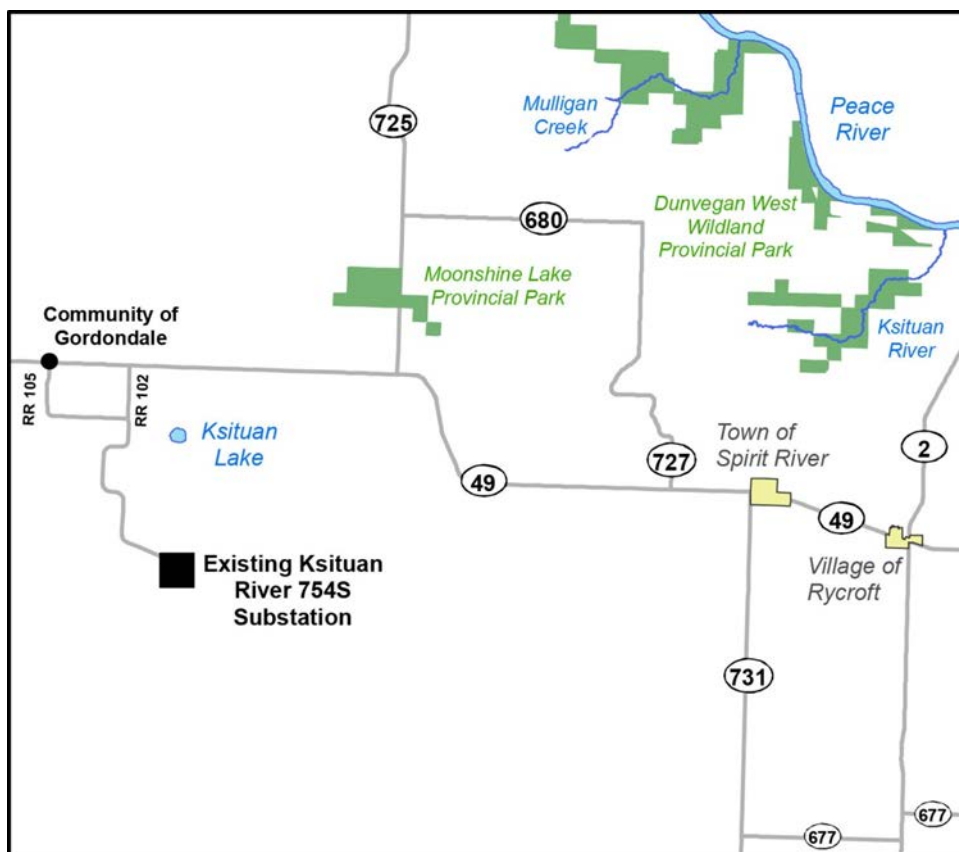 Mulligan
Creek
Peace
River
725
Dunvegan West
Wildland
Provincial Park
680
Moonshine Lake
Provincial Park
Community of
Gordondale
Ksituan
River
RR 105
RR 102
Ksituan
Lake
Town of
Spirit River
2
727
49
49
Village of
Rycroft
Existing Ksituan
River 754S
Substation
731
677
677